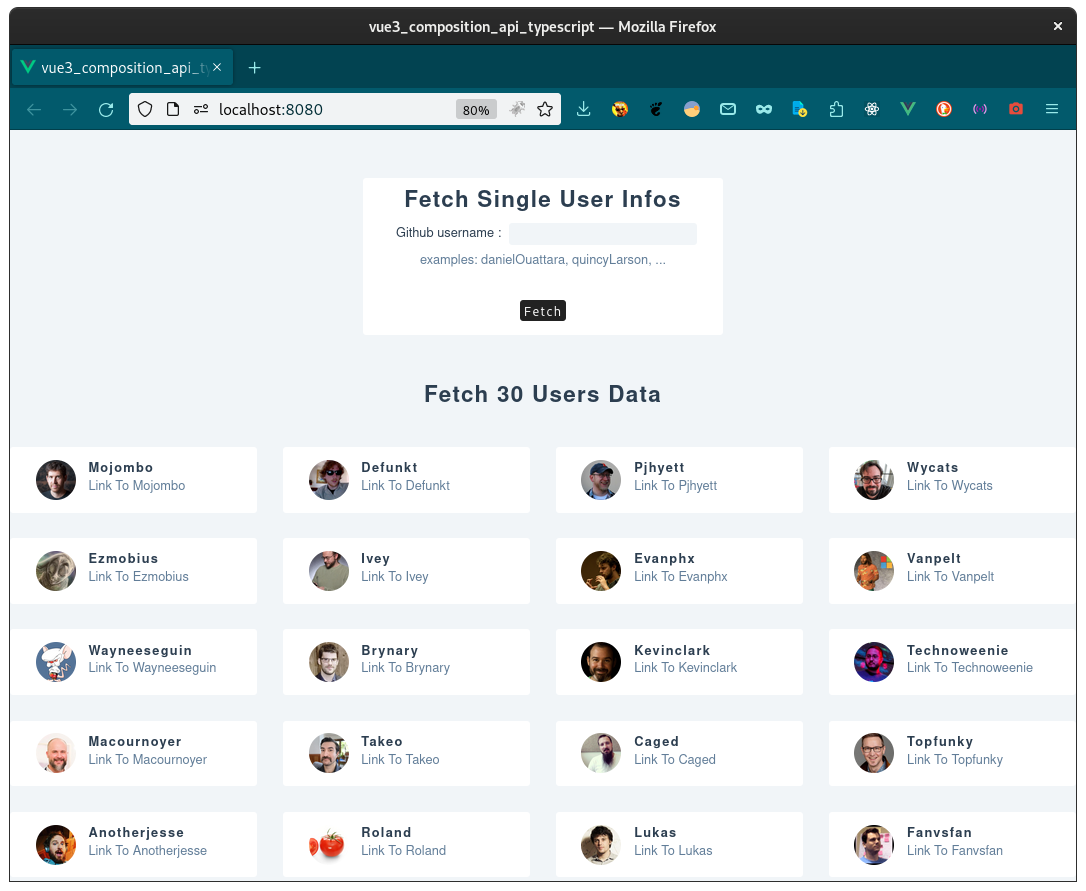 vue3_composition_api_typescript — Mozilla Firefox
vue3_composition_api_ty
localhost:8080 80%
Fetch Single User Infos
Github username :
examples: danielOuattara, quincyLarson, ...
Fetch
Fetch 30 Users Data
Mojombo
Link To Mojombo
Defunkt
Link To Defunkt
Pjhyett
Link To Pjhyett
Wycats
Link To Wycats
Ezmobius
Link To Ezmobius
Ivey
Link To Ivey
Evanphx
Link To Evanphx
Vanpelt
Link To Vanpelt
Wayneeseguin
Link To Wayneeseguin
Brynary
Link To Brynary
Kevinclark
Link To Kevinclark
Technoweenie
Link To Technoweenie
Macournoyer
Link To Macournoyer
Takeo
Link To Takeo
Caged
Link To Caged
Topfunky
Link To Topfunky
Anotherjesse
Link To Anotherjesse
Roland
Link To Roland
Lukas
Link To Lukas
Fanvsfan
Link To Fanvsfan